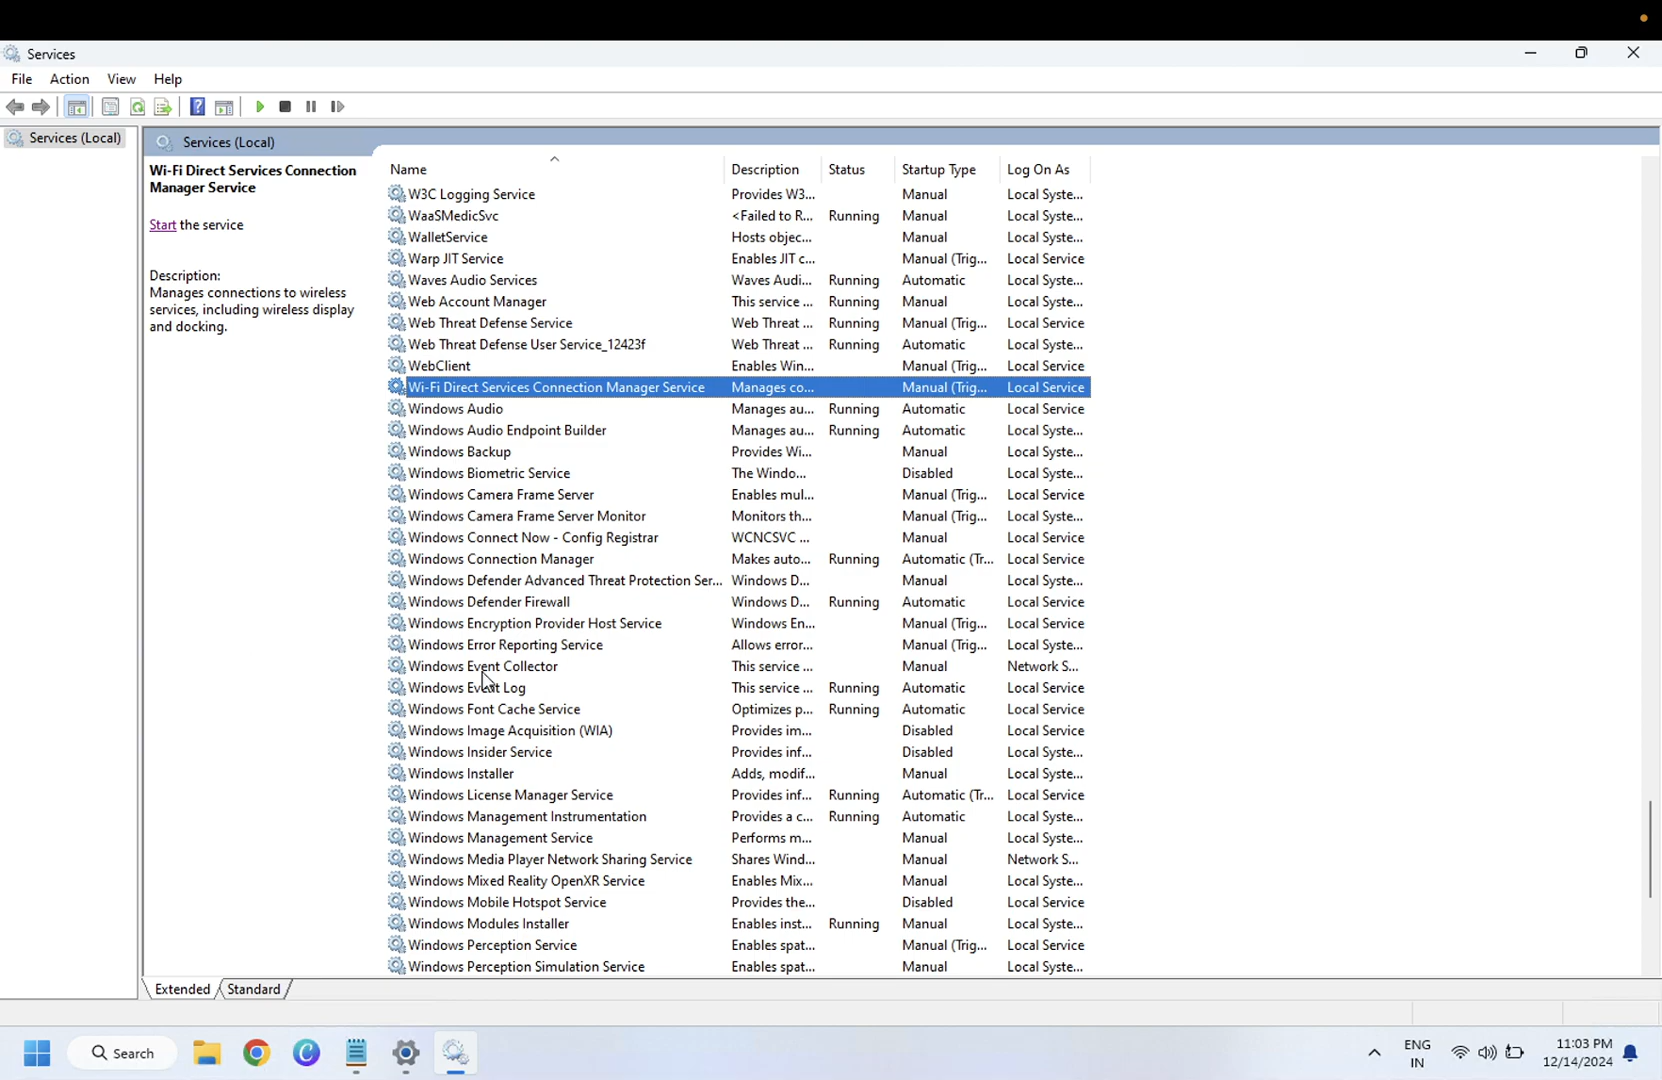 Services
File Action View Help
Services (Local)
Services (Local)
Wi-Fi Direct Services Connection
Manager Service
Start the service
Description:
Manages connections to wireless
services, including wireless display
and docking.
Name Description Status Startup Type Log On As
W3C Logging Service Provides W3... Manual Local Syste...
WaaSMedicSvc <Failed to R... Running Manual Local Syste...
WalletService Hosts objec... Manual Local Syste...
Warp JIT Service Enables JIT c... Manual (Trig... Local Service
Waves Audio Services Waves Audi... Running Automatic Local Syste...
Web Account Manager This service ... Running Manual Local Syste...
Web Threat Defense Service Web Threat ... Running Manual (Trig... Local Service
Web Threat Defense User Service_12423f Web Threat ... Running Automatic Local Syste...
WebClient Enables Win... Manual (Trig... Local Service
Wi-Fi Direct Services Connection Manager Service Manages co... Manual (Trig... Local Service
Windows Audio Manages au... Running Automatic Local Service
Windows Audio Endpoint Builder Manages au... Running Automatic Local Syste...
Windows Backup Provides Wi... Manual Local Syste...
Windows Biometric Service The Windo... Disabled Local Syste...
Windows Camera Frame Server Enables mul... Manual (Trig... Local Service
Windows Camera Frame Server Monitor Monitors th... Manual (Trig... Local Syste...
Windows Connect Now - Config Registrar WCNCSVC ... Manual Local Service
Windows Connection Manager Makes auto... Running Automatic (Tr... Local Service
Windows Defender Advanced Threat Protection Ser... Windows D... Manual Local Syste...
Windows Defender Firewall Windows D... Running Automatic Local Service
Windows Encryption Provider Host Service Windows En... Manual (Trig... Local Service
Windows Error Reporting Service Allows error... Manual (Trig... Local Syste...
Windows Event Collector This service ... Manual Network S...
Windows Event Log This service ... Running Automatic Local Service
Windows Font Cache Service Optimizes p... Running Automatic Local Service
Windows Image Acquisition (WIA) Provides im... Disabled Local Service
Windows Insider Service Provides inf... Disabled Local Syste...
Windows Installer Adds, modif... Manual Local Syste...
Windows License Manager Service Provides inf... Running Automatic (Tr... Local Service
Windows Management Instrumentation Provides a c... Running Automatic Local Syste...
Windows Management Service Performs m... Manual Local Syste...
Windows Media Player Network Sharing Service Shares Wind... Manual Network S...
Windows Mixed Reality OpenXR Service Enables Mix... Manual Local Syste...
Windows Mobile Hotspot Service Provides the... Disabled Local Service
Windows Modules Installer Enables inst... Running Manual Local Syste...
Windows Perception Service Enables spat... Manual (Trig... Local Service
Windows Perception Simulation Service Enables spat... Manual Local Syste...
Extended Standard
Search
ENG
IN
11:03 PM
12/14/2024